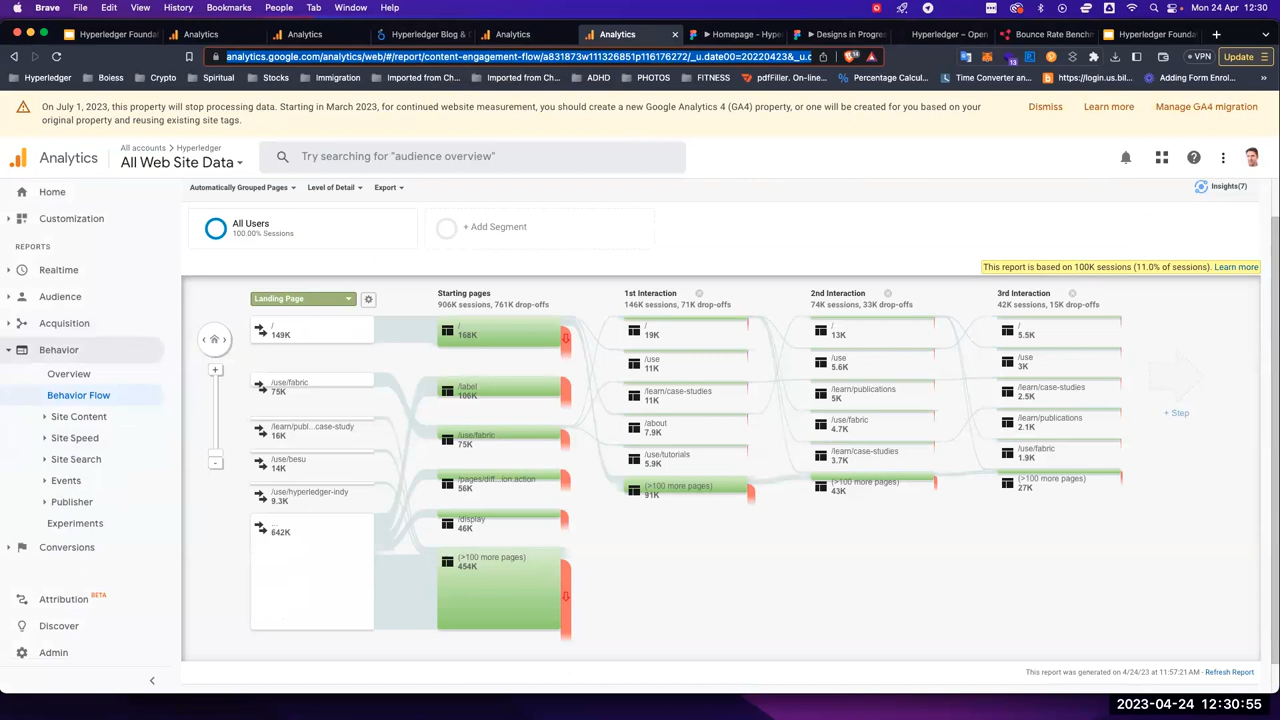 Brave File Edit View History Bookmarks People Tab Window Help 12:30
Hyperledger Founda Analytics Analytics Hyperledger Blog & C Analytics Analytics × Homepage – Hyper Designs in Progres Hyperledger – Open Bounce Rate Benchm Hyperledger Founda +
analytics.google.com/analytics/web/#/report/content-engagement-flow/a831873w111326851p116176272/_u.date00=20220423&_u.c VPN Update
Hyperledger Boiess Crypto Spiritual Stocks Immigration Imported from Ch... Imported from Ch... ADHD PHOTOS FITNESS pdfFiller. On-line... Percentage Calcul... Time Converter an... https://login.us.bil... Adding Form Enrol... »
On July 1, 2023, this property will stop processing data. Starting in March 2023, for continued website measurement, you should create a new Google Analytics 4 (GA4) property, or one will be created for you based on your
original property and reusing existing site tags.
Dismiss Learn more Manage GA4 migration
Analytics
All accounts > Hyperledger
All Web Site Data
Try searching for "audience overview"
Home
Customization
REPORTS
Realtime
Audience
Acquisition
Behavior
Overview
Behavior Flow
Site Content
Site Speed
Site Search
Events
Publisher
Experiments
Conversions
Attribution BETA
Discover
Admin
Automatically Grouped Pages Level of Detail Export
Insights(7)
All Users
100.00% Sessions
+ Add Segment
This report is based on 100K sessions (11.0% of sessions). Learn more
Landing Page
/
149K
/use/fabric
75K
/learn/publ...case-study
16K
/use/besu
14K
/use/hyperledger-indy
9.3K
...
642K
Starting pages
906K sessions, 761K drop-offs
/
168K
/label
106K
/use/fabric
75K
/pages/diff...ion.action
56K
/display
46K
(>100 more pages)
454K
1st Interaction
146K sessions, 71K drop-offs
/
19K
/use
11K
/learn/case-studies
11K
/about
7.9K
/use/tutorials
5.9K
(>100 more pages)
91K
2nd Interaction
74K sessions, 33K drop-offs
/
13K
/use
5.6K
/learn/publications
5K
/use/fabric
4.7K
/learn/case-studies
3.7K
(>100 more pages)
43K
3rd Interaction
42K sessions, 15K drop-offs
/
5.5K
/use
3K
/learn/case-studies
2.5K
/learn/publications
2.1K
/use/fabric
1.9K
(>100 more pages)
27K
+ Step
This report was generated on 4/24/23 at 11:57:21 AM - Refresh Report
2023-04-24 12:30:55